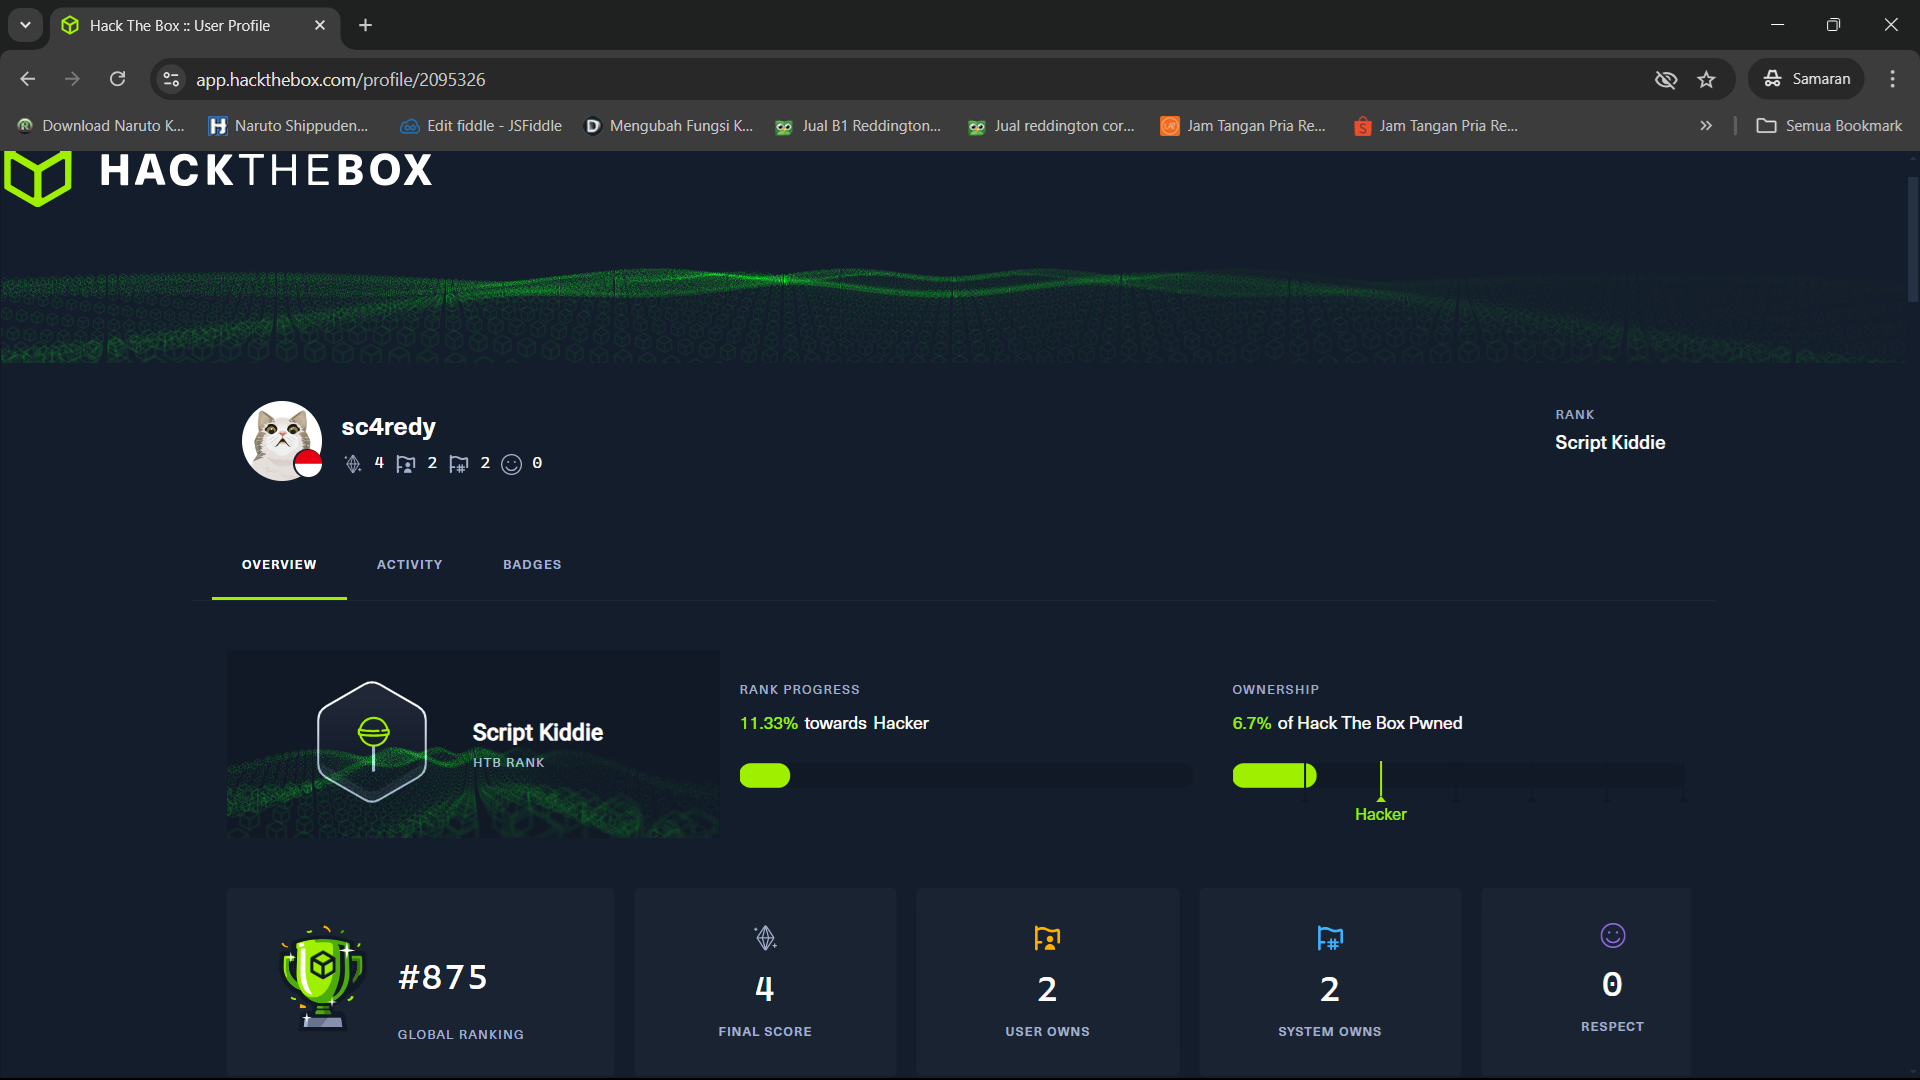 Hack The Box :: User Profile
app.hackthebox.com/profile/2095326
Samaran
Download Naruto K...
Naruto Shippuden...
Edit fiddle - JSFiddle
Mengubah Fungsi K...
Jual B1 Reddington...
Jual reddington cor...
Jam Tangan Pria Re...
Jam Tangan Pria Re...
Semua Bookmark
HACKTHEBOX
sc4redy
4 2 2 0
RANK
Script Kiddie
OVERVIEW
ACTIVITY
BADGES
Script Kiddie
HTB RANK
RANK PROGRESS
11.33% towards Hacker
OWNERSHIP
6.7% of Hack The Box Pwned
Hacker
#875
GLOBAL RANKING
4
FINAL SCORE
2
USER OWNS
2
SYSTEM OWNS
0
RESPECT